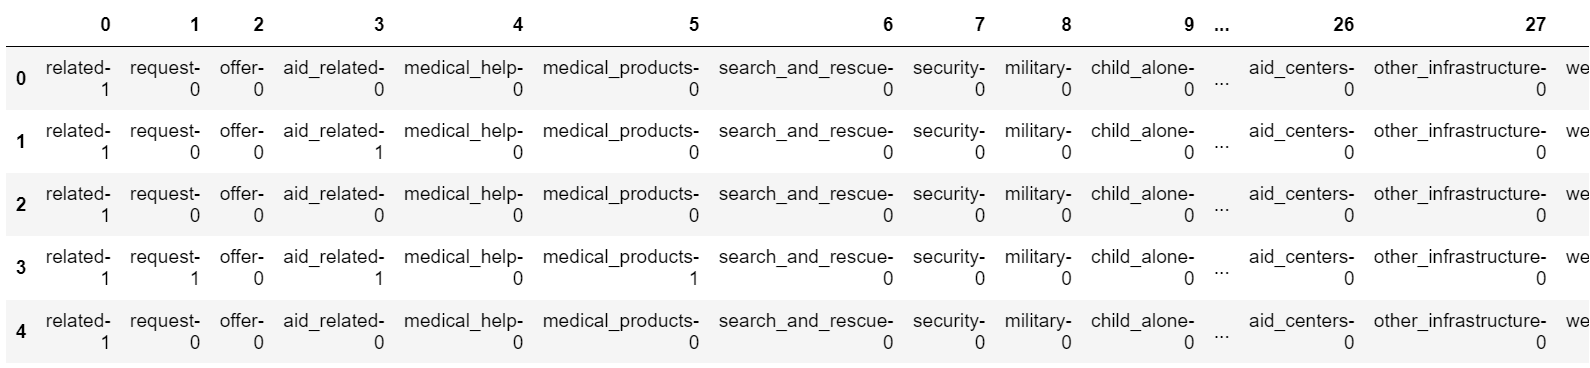 0 1 2 3 4 5 6 7 8 9 ... 26 27
0 related- request- offer- aid_related- medical_help- medical_products- search_and_rescue- security- military- child_alone- ... aid_centers- other_infrastructure- we
1 0 0 0 0 0 0 0 0 0 0 0
1 related- request- offer- aid_related- medical_help- medical_products- search_and_rescue- security- military- child_alone- ... aid_centers- other_infrastructure- we
1 0 0 1 0 0 0 0 0 0 0 0
2 related- request- offer- aid_related- medical_help- medical_products- search_and_rescue- security- military- child_alone- ... aid_centers- other_infrastructure- we
1 0 0 0 0 0 0 0 0 0 0 0
3 related- request- offer- aid_related- medical_help- medical_products- search_and_rescue- security- military- child_alone- ... aid_centers- other_infrastructure- we
1 1 0 1 0 1 0 0 0 0 0 0
4 related- request- offer- aid_related- medical_help- medical_products- search_and_rescue- security- military- child_alone- ... aid_centers- other_infrastructure- we
1 0 0 0 0 0 0 0 0 0 0 0